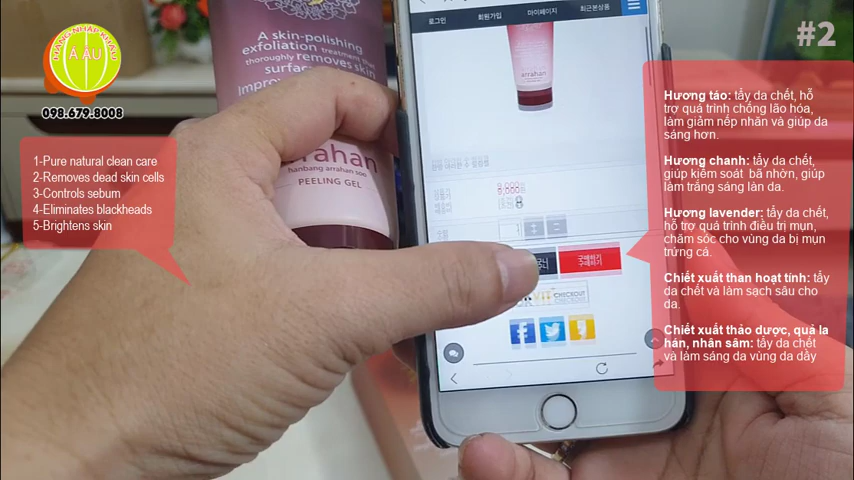 #2
HÀNG NHẬP KHẨU
Á ÂU
098.679.8008
1-Pure natural clean care
2-Removes dead skin cells
3-Controls sebum
4-Eliminates blackheads
5-Brightens skin
A skin-polishing
exfoliation treatment that
thoroughly removes skin
surface
arrahan
hanbang arrahan soo
PEELING GEL
로그인
회원가입
마이페이지
최근본상품
arrahan
구매하기
CHECKOUT
Hương táo: tẩy da chết, hỗ
trợ quá trình chống lão hóa,
làm giảm nếp nhăn và giúp da
sáng hơn.
Hương chanh: tẩy da chết,
giúp kiểm soát bã nhờn, giúp
làm trắng sáng làn da.
Hương lavender: tẩy da chết,
hỗ trợ quá trình điều trị mụn,
chăm sóc cho vùng da bị mụn
trứng cá.
Chiết xuất than hoạt tính: tẩy
da chết và làm sạch sâu cho
da.
Chiết xuất thảo dược, quả la
hán, nhân sâm: tẩy da chết
và làm sáng da vùng da dầy